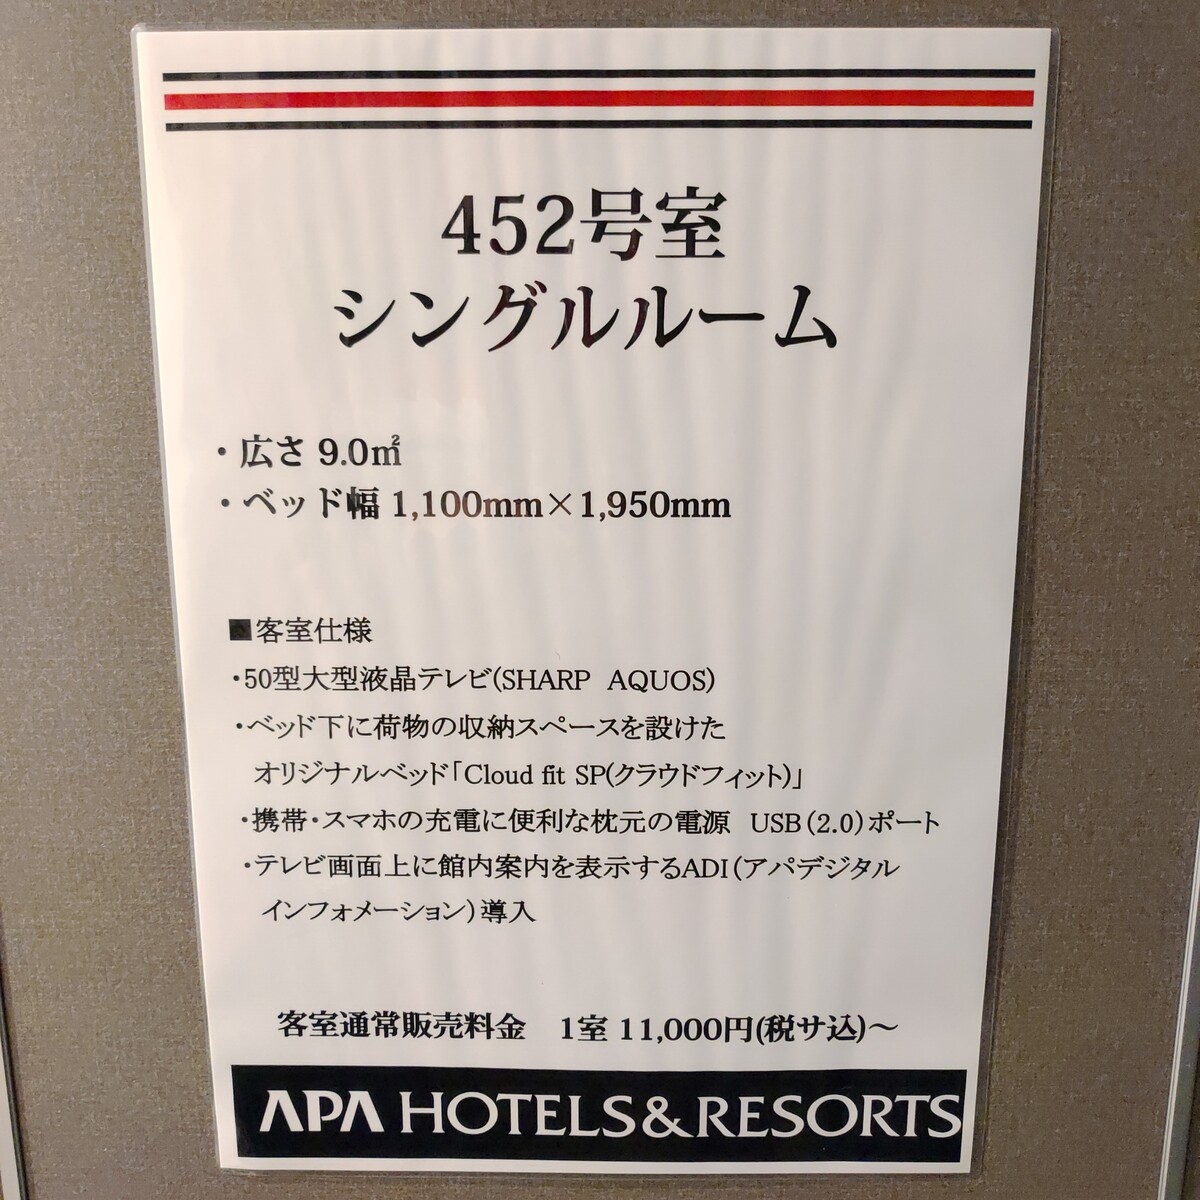 452号室
シングルルーム
・広さ 9.0㎡
・ベッド幅 1,100mm×1,950mm
■客室仕様
・50型大型液晶テレビ(SHARP AQUOS)
・ベッド下に荷物の収納スペースを設けた
オリジナルベッド「Cloud fit SP(クラウドフィット)」
・携帯・スマホの充電に便利な枕元の電源 USB(2.0)ポート
・テレビ画面上に館内案内を表示するADI(アパデジタル
インフォメーション)導入
客室通常販売料金 1室 11,000円(税サ込)～
APA HOTELS&RESORTS